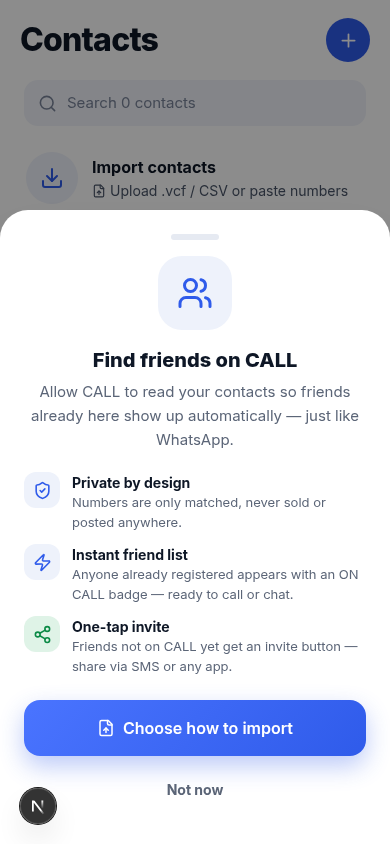 Contacts
Search 0 contacts
Import contacts
Upload .vcf / CSV or paste numbers
Find friends on CALL
Allow CALL to read your contacts so friends
already here show up automatically — just like
WhatsApp.
Private by design
Numbers are only matched, never sold or
posted anywhere.
Instant friend list
Anyone already registered appears with an ON
CALL badge — ready to call or chat.
One-tap invite
Friends not on CALL yet get an invite button —
share via SMS or any app.
Choose how to import
Not now
N